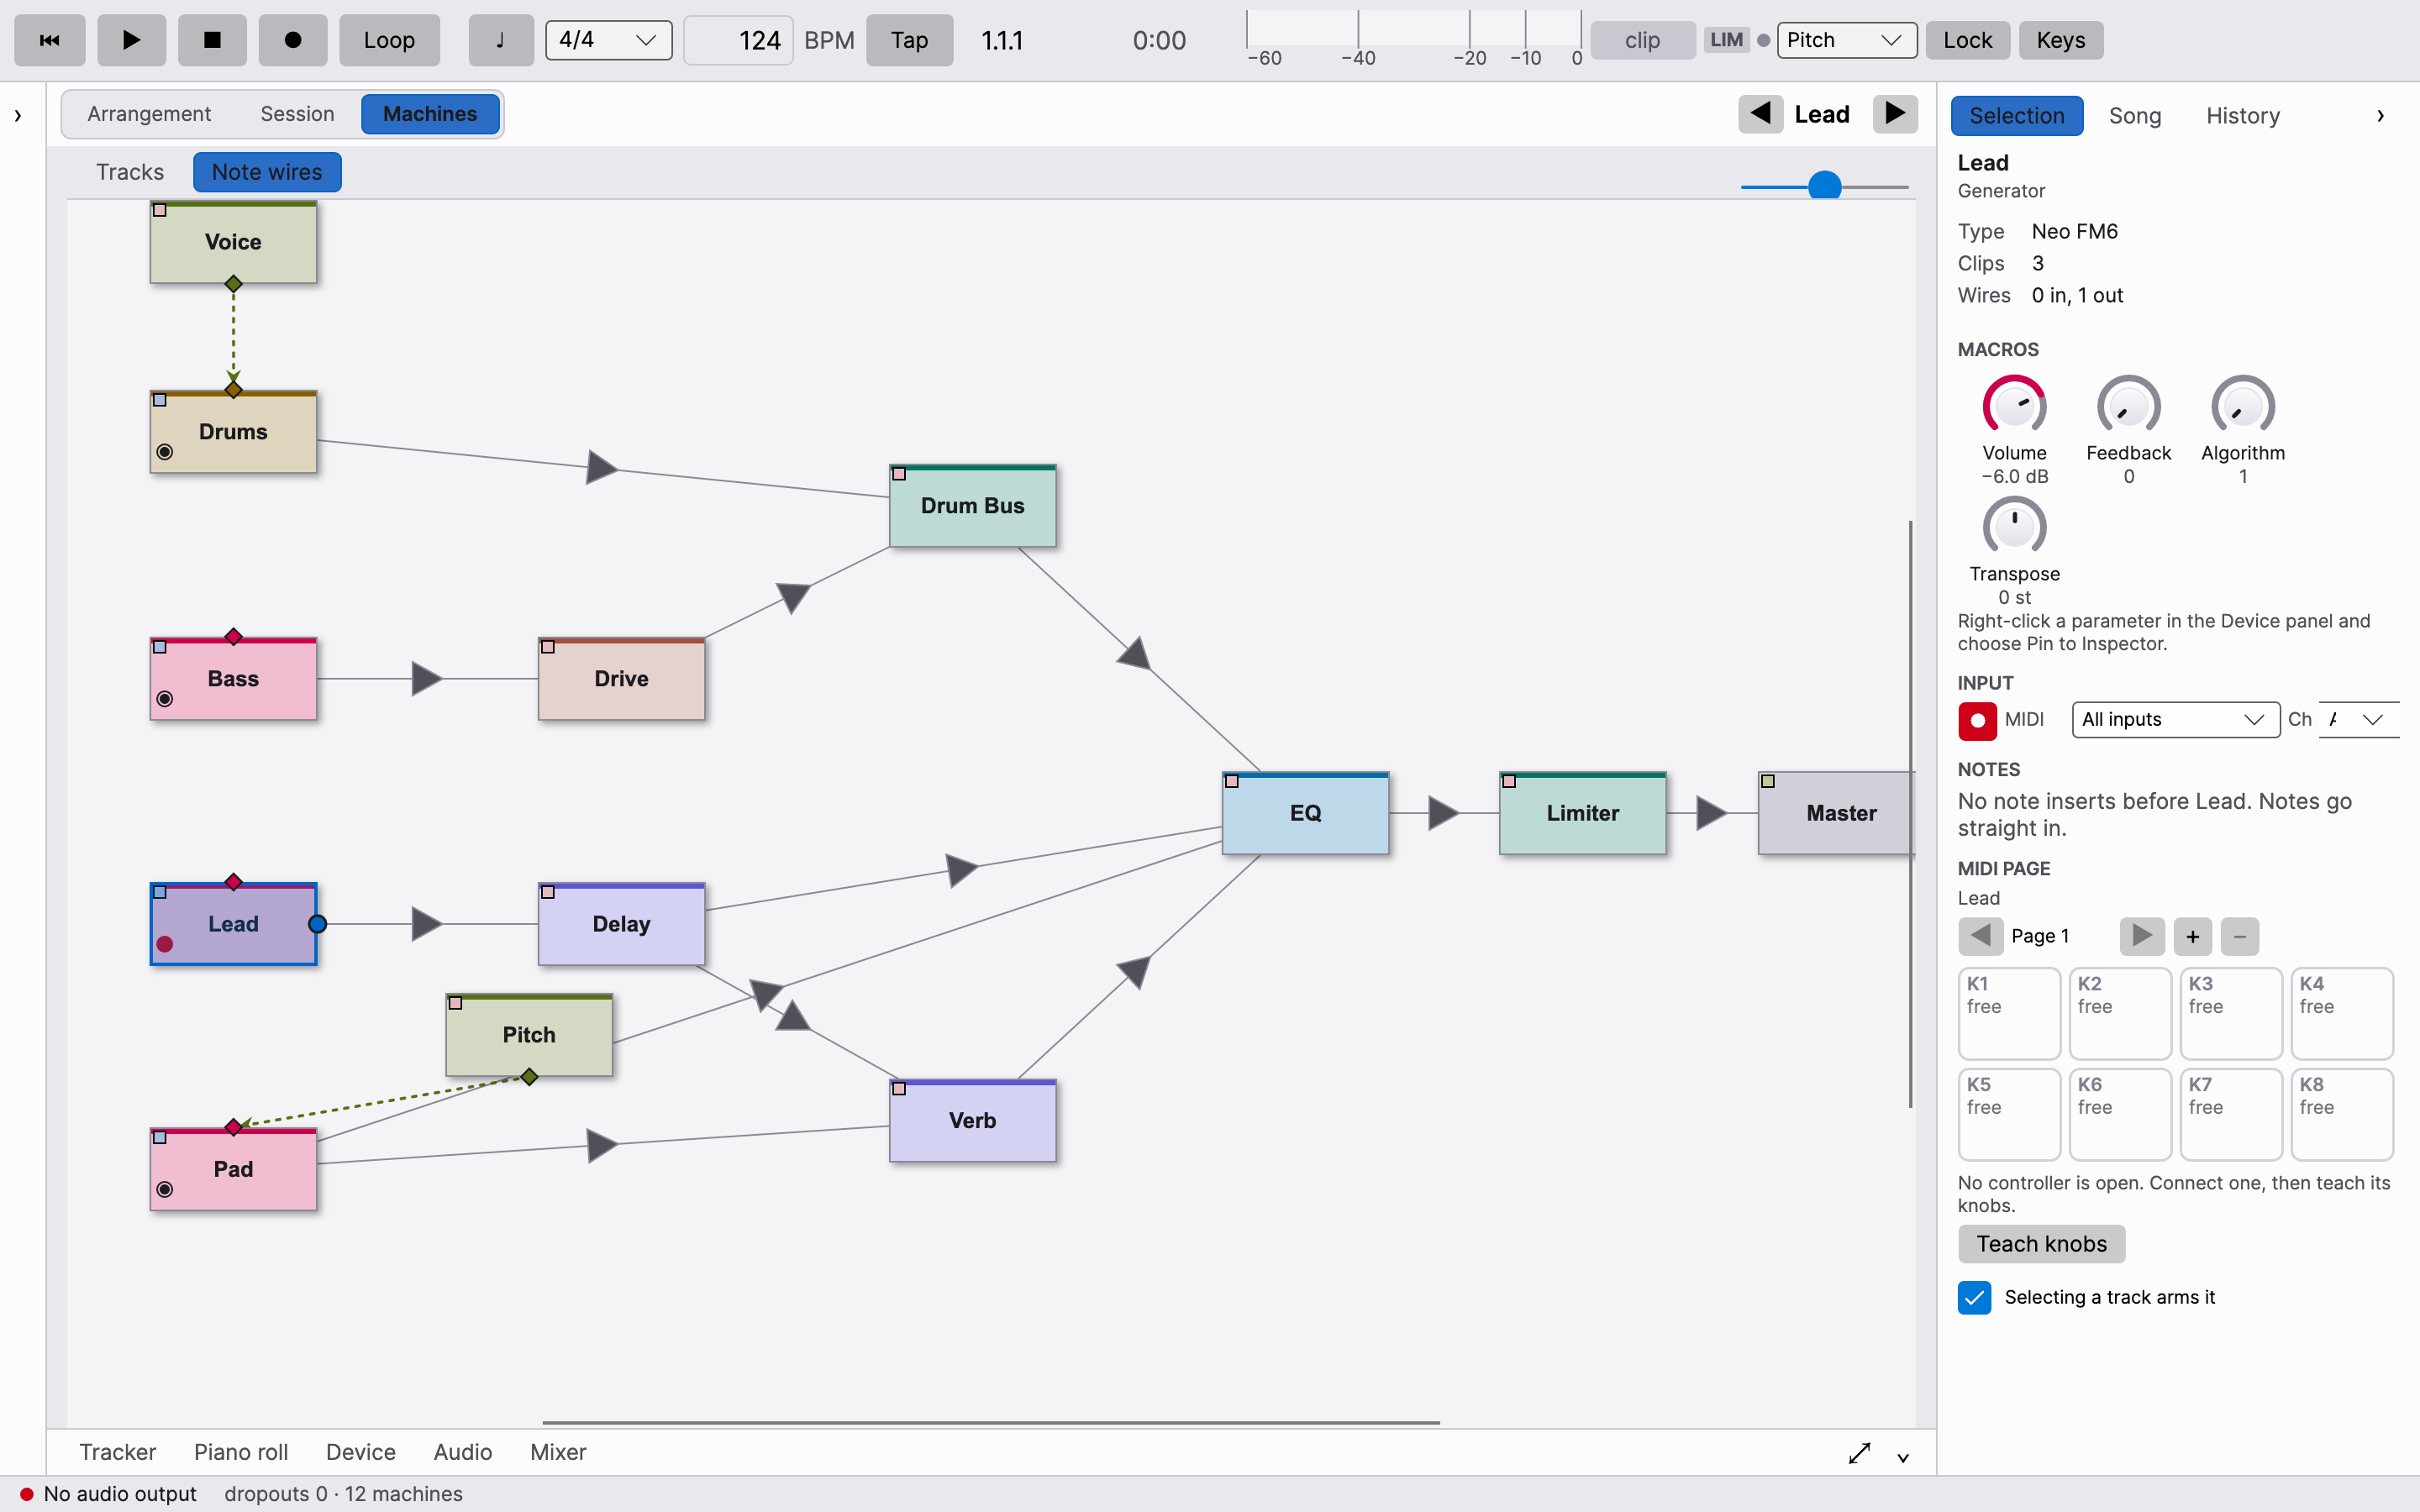 Loop
4/4
124 BPM
Tap
1.1.1
0:00
−60 −40 −20 −10 0
clip
LIM
Pitch
Lock
Keys
Arrangement
Session
Machines
Lead
Tracks
Note wires
Voice
Drums
Drum Bus
Bass
Drive
EQ
Limiter
Master
Lead
Delay
Pitch
Verb
Pad
Selection
Song
History
Lead
Generator
Type Neo FM6
Clips 3
Wires 0 in, 1 out
MACROS
Volume Feedback Algorithm
−6.0 dB 0 1
Transpose
0 st
Right-click a parameter in the Device panel and
choose Pin to Inspector.
INPUT
MIDI All inputs Ch
NOTES
No note inserts before Lead. Notes go
straight in.
MIDI PAGE
Lead
Page 1 + −
K1 K2 K3 K4
free free free free
K5 K6 K7 K8
free free free free
No controller is open. Connect one, then teach its
knobs.
Teach knobs
Selecting a track arms it
Tracker
Piano roll
Device
Audio
Mixer
No audio output
dropouts 0 · 12 machines